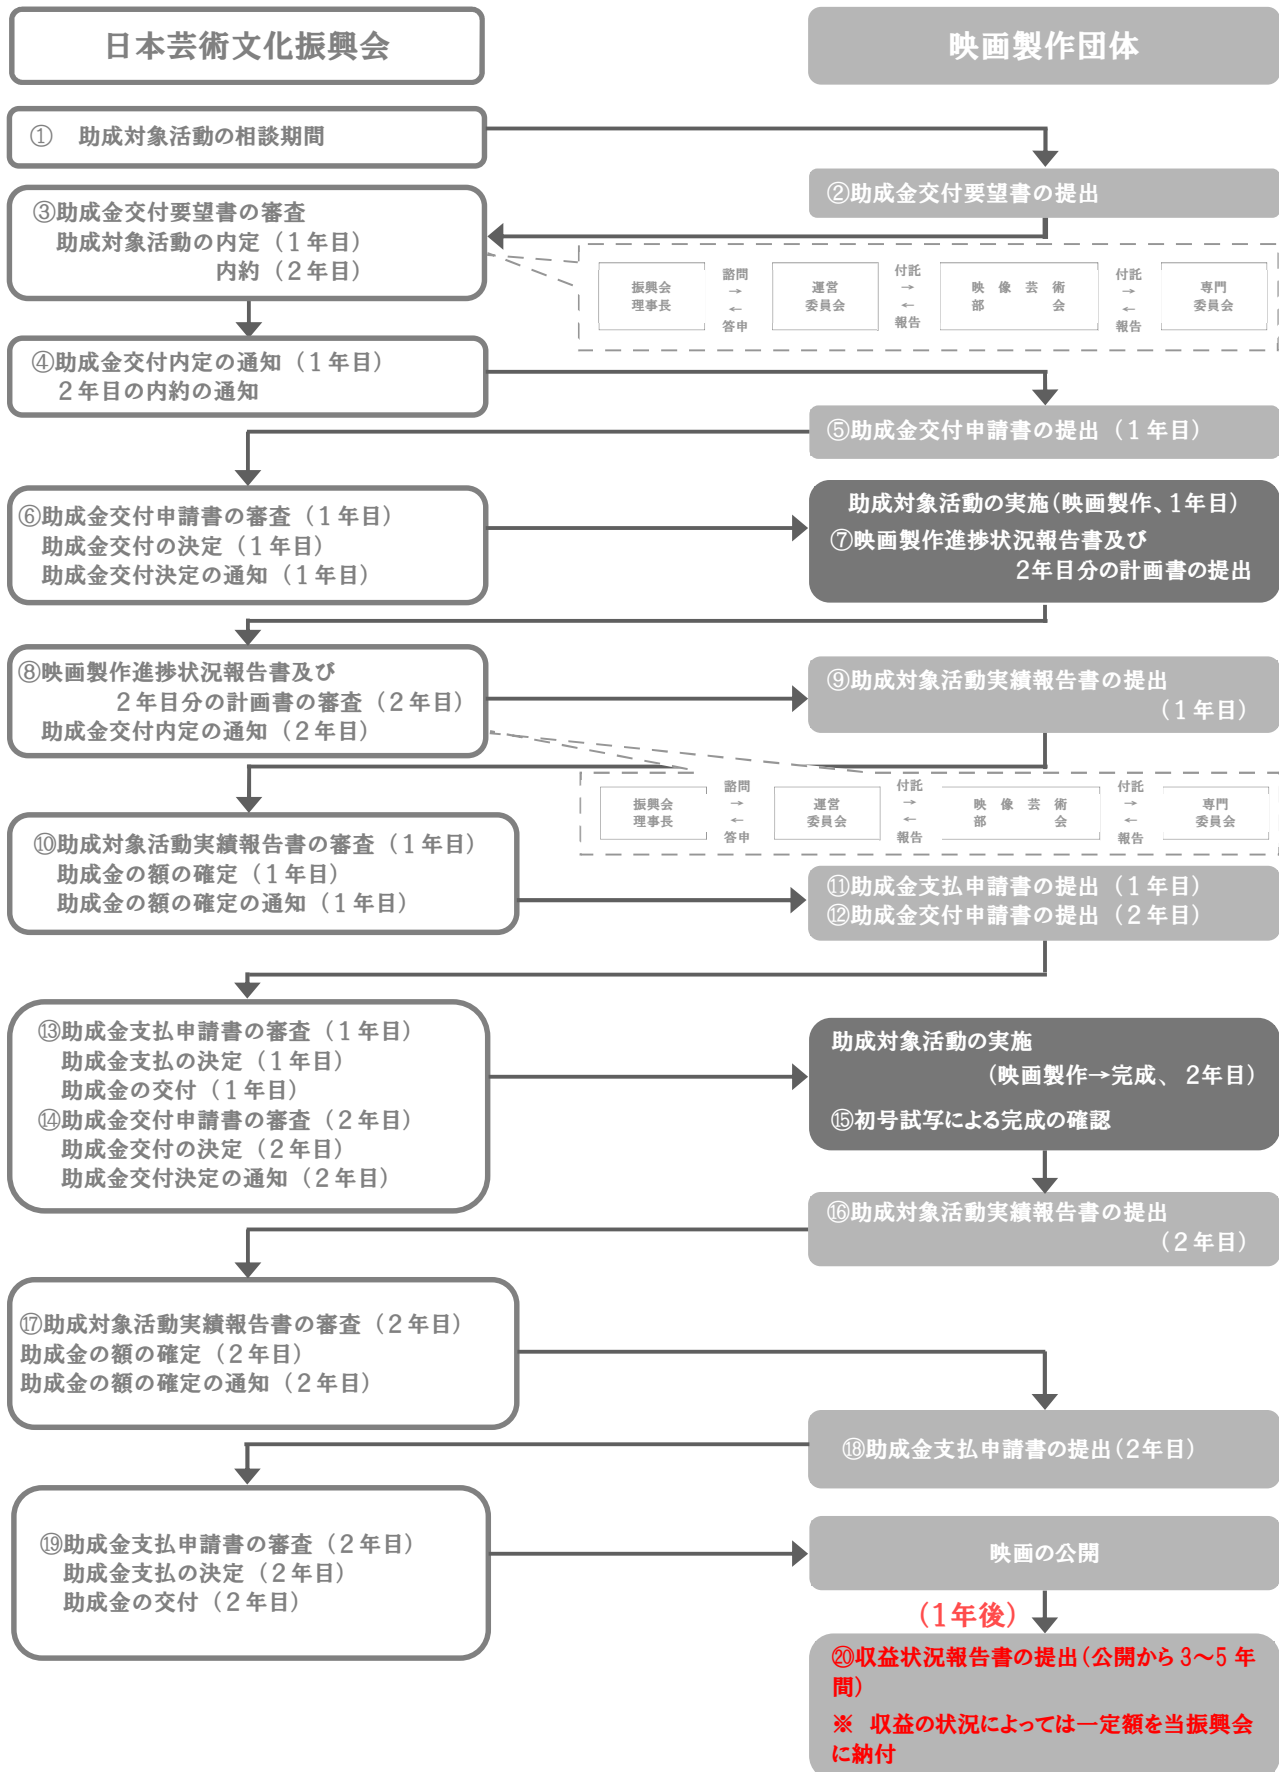 日本芸術文化振興会
映画製作団体
① 助成対象活動の相談期間
②助成金交付要望書の提出
③助成金交付要望書の審査
助成対象活動の内定（1年目）
内約（2年目）
振興会
理事長
諮問
→
←
答申
運営
委員会
付託
→
←
報告
映像芸術
部会
付託
→
←
報告
専門
委員会
④助成金交付内定の通知（1年目）
2年目の内約の通知
⑤助成金交付申請書の提出（1年目）
⑥助成金交付申請書の審査（1年目）
助成金交付の決定（1年目）
助成金交付決定の通知（1年目）
助成対象活動の実施（映画製作、1年目）
⑦映画製作進捗状況報告書及び
2年目分の計画書の提出
⑧映画製作進捗状況報告書及び
2年目分の計画書の審査（2年目）
助成金交付内定の通知（2年目）
⑨助成対象活動実績報告書の提出
（1年目）
振興会
理事長
諮問
→
←
答申
運営
委員会
付託
→
←
報告
映像芸術
部会
付託
→
←
報告
専門
委員会
⑩助成対象活動実績報告書の審査（1年目）
助成金の額の確定（1年目）
助成金の額の確定の通知（1年目）
⑪助成金支払申請書の提出（1年目）
⑫助成金交付申請書の提出（2年目）
⑬助成金支払申請書の審査（1年目）
助成金支払の決定（1年目）
助成金の交付（1年目）
⑭助成金交付申請書の審査（2年目）
助成金交付の決定（2年目）
助成金交付決定の通知（2年目）
助成対象活動の実施
（映画製作→完成、2年目）
⑮初号試写による完成の確認
⑯助成対象活動実績報告書の提出
（2年目）
⑰助成対象活動実績報告書の審査（2年目）
助成金の額の確定（2年目）
助成金の額の確定の通知（2年目）
⑱助成金支払申請書の提出（2年目）
⑲助成金支払申請書の審査（2年目）
助成金支払の決定（2年目）
助成金の交付（2年目）
映画の公開
（1年後）
⑳収益状況報告書の提出（公開から3～5年
間）
※ 収益の状況によっては一定額を当振興会
に納付